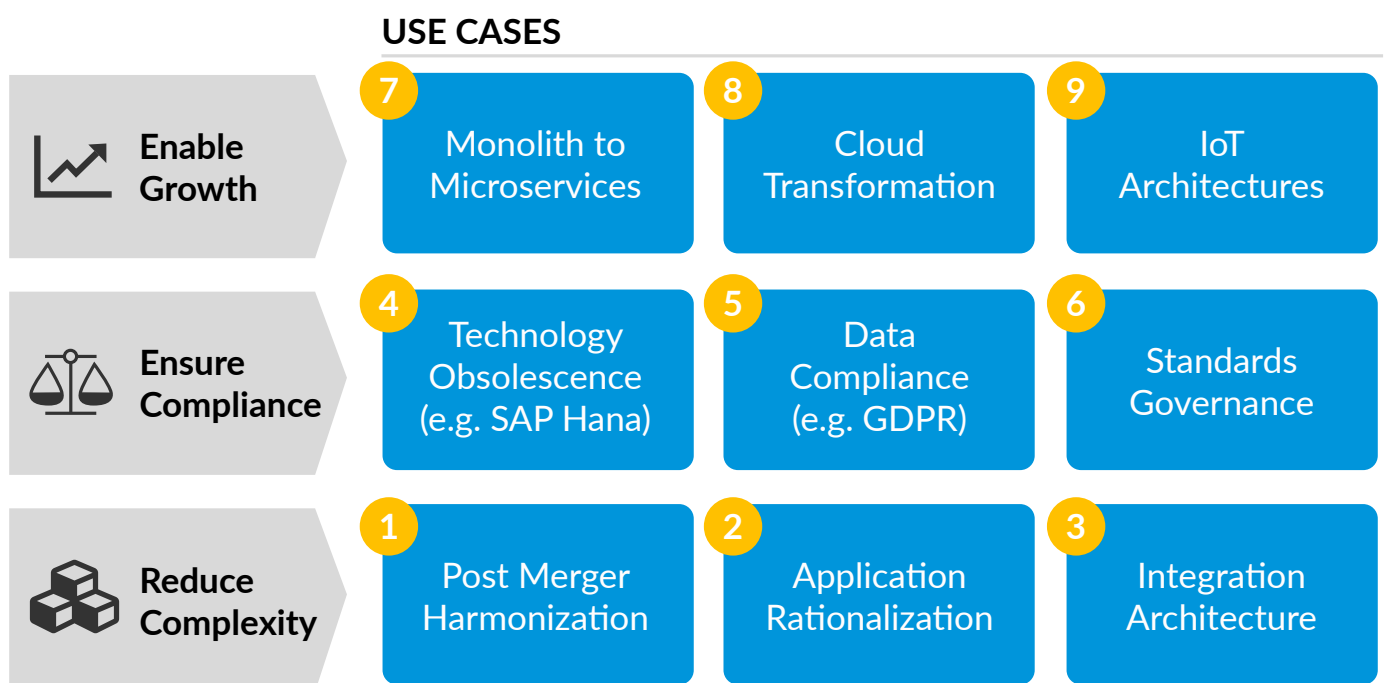 USE CASES
Enable
Growth
7
Monolith to
Microservices
8
Cloud
Transformation
9
IoT
Architectures
Ensure
Compliance
4
Technology
Obsolescence
(e.g. SAP Hana)
5
Data
Compliance
(e.g. GDPR)
6
Standards
Governance
Reduce
Complexity
1
Post Merger
Harmonization
2
Application
Rationalization
3
Integration
Architecture